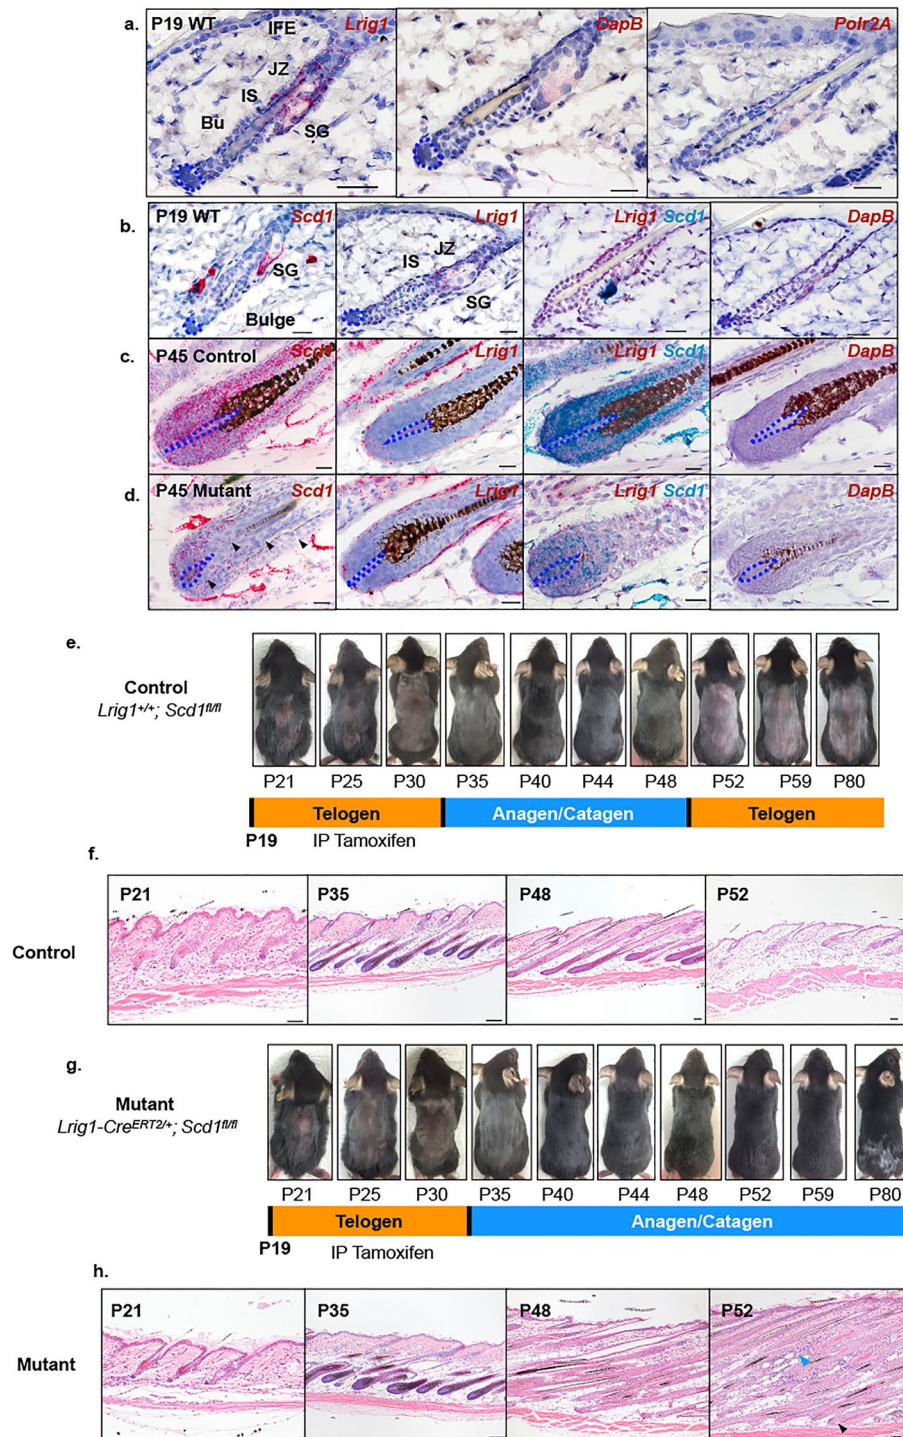 a.
P19 WT
IFE
Lrig1
DapB
Polr2A
JZ
IS
Bu
SG
b.
P19 WT
Scd1
Lrig1
Lrig1 Scd1
DapB
JZ
IS
SG
SG
Bulge
c.
P45 Control
Scd1
Lrig1
Lrig1 Scd1
DapB
d.
P45 Mutant
Scd1
Lrig1
Lrig1 Scd1
DapB
e.
Control
Lrig1+/+; Scd1fl/fl
P21 P25 P30 P35 P40 P44 P48 P52 P59 P80
Telogen Anagen/Catagen Telogen
P19 IP Tamoxifen
f.
P21 P35 P48 P52
Control
g.
Mutant
Lrig1-CreERT2/+; Scd1fl/fl
P21 P25 P30 P35 P40 P44 P48 P52 P59 P80
Telogen Anagen/Catagen
P19 IP Tamoxifen
h.
P21 P35 P48 P52
Mutant